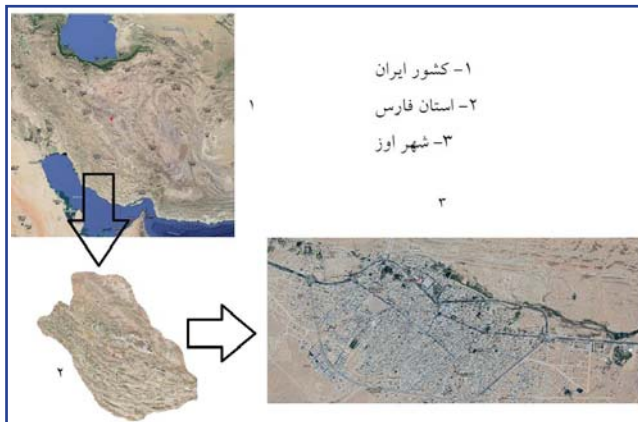 ۱- کشور ایران
۲- استان فارس
۳- شهر اوز
۱
۳
۲